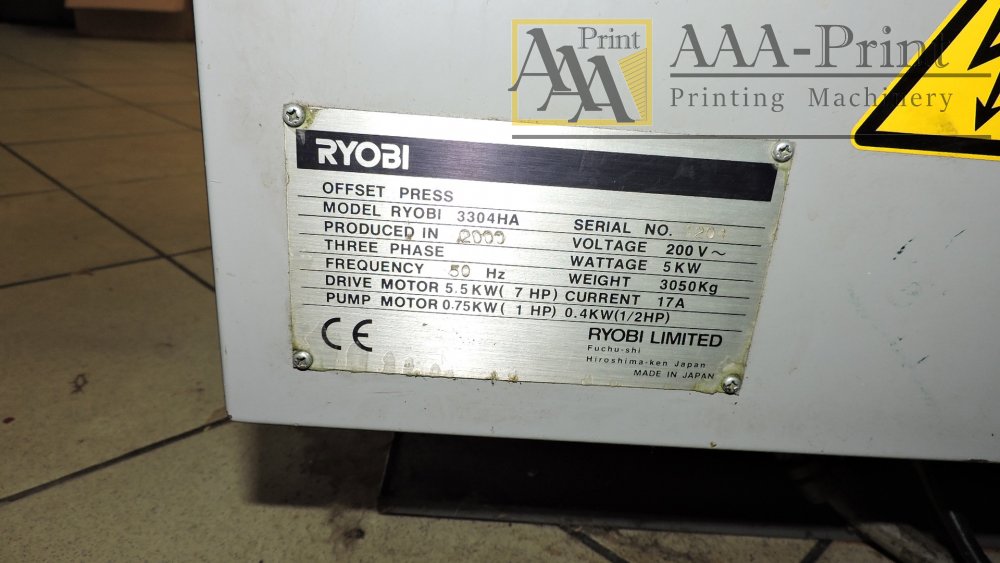 AAA Print
AAA-Print
Printing Machinery
RYOBI
OFFSET PRESS
MODEL RYOBI 3304HA
SERIAL NO.
PRODUCED IN 2000
VOLTAGE 200V~
THREE PHASE
WATTAGE 5KW
FREQUENCY 50 Hz
WEIGHT 3050Kg
DRIVE MOTOR 5.5KW( 7 HP) CURRENT 17A
PUMP MOTOR 0.75KW( 1 HP) 0.4KW(1/2HP)
CE
RYOBI LIMITED
Fuchu-shi
Hiroshima-ken Japan
MADE IN JAPAN